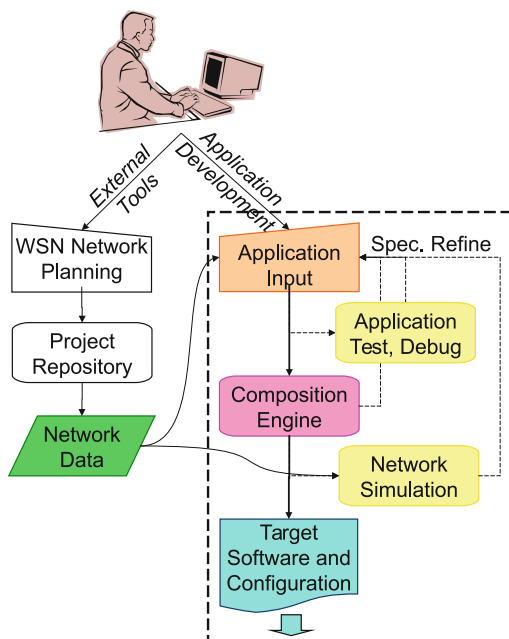 External
Tools
Application
Development
WSN Network
Planning
Project
Repository
Network
Data
Application
Input
Spec. Refine
Application
Test, Debug
Composition
Engine
Network
Simulation
Target
Software and
Configuration